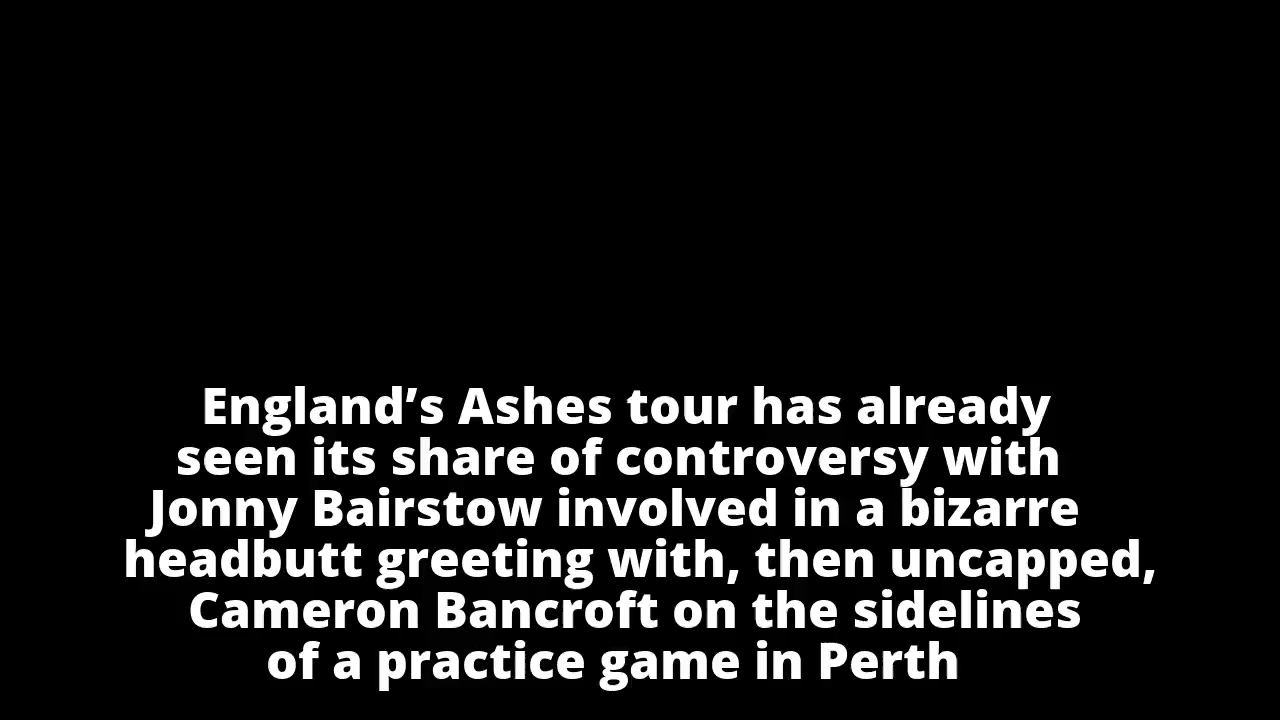 England’s Ashes tour has already
seen its share of controversy with
Jonny Bairstow involved in a bizarre
headbutt greeting with, then uncapped,
Cameron Bancroft on the sidelines
of a practice game in Perth